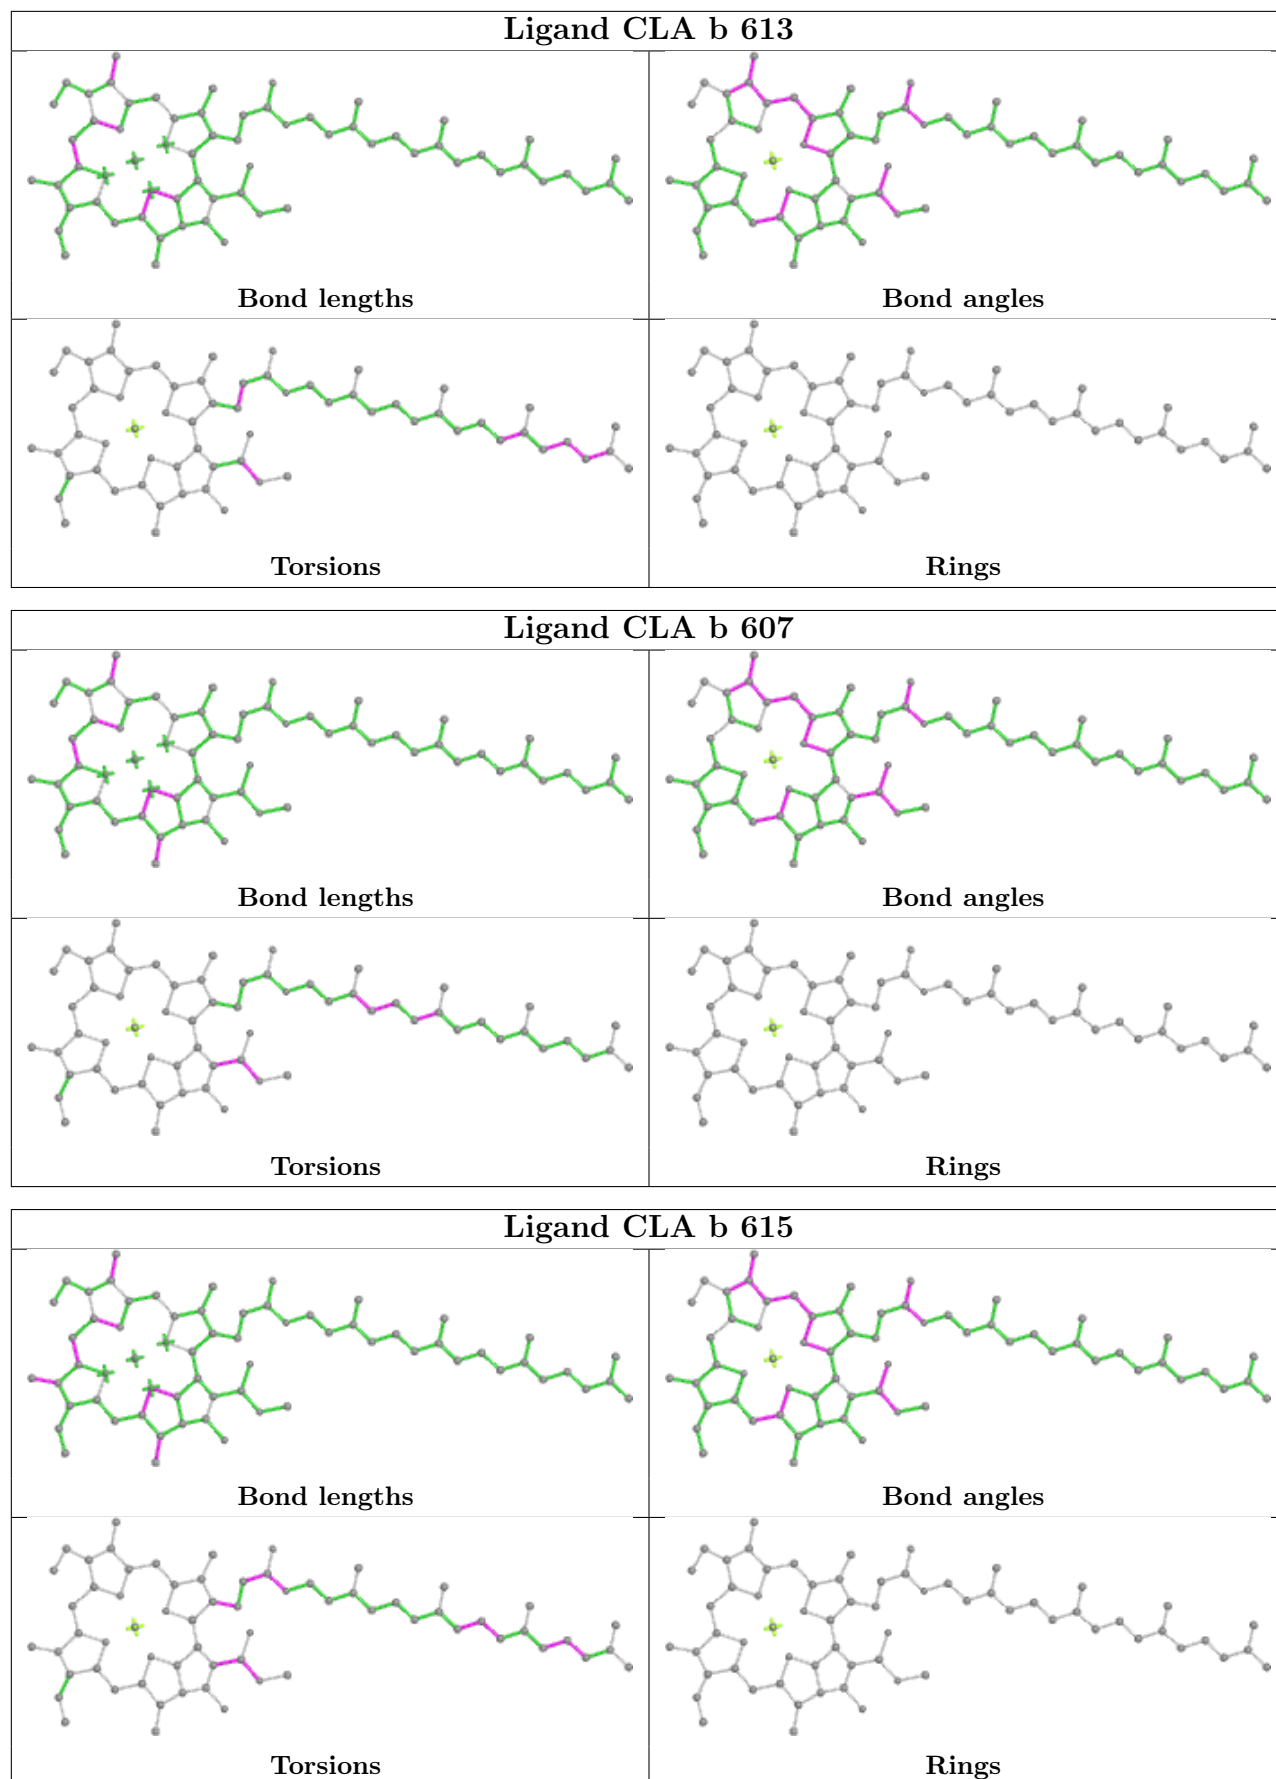 Ligand CLA b 613
Bond lengths
Bond angles
Torsions
Rings
Ligand CLA b 607
Bond lengths
Bond angles
Torsions
Rings
Ligand CLA b 615
Bond lengths
Bond angles
Torsions
Rings